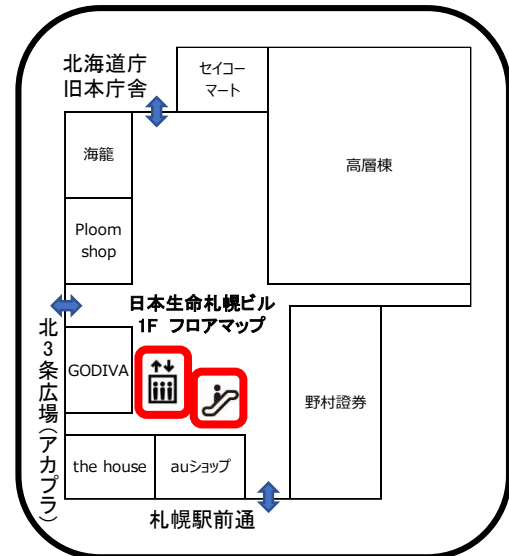 北海道庁
旧本庁舎
セイコー
マート
海籠
高層棟
Ploom
shop
日本生命札幌ビル
1F フロアマップ
北3条広場(アカプラ)
GODIVA
野村證券
the house
auショップ
札幌駅前通